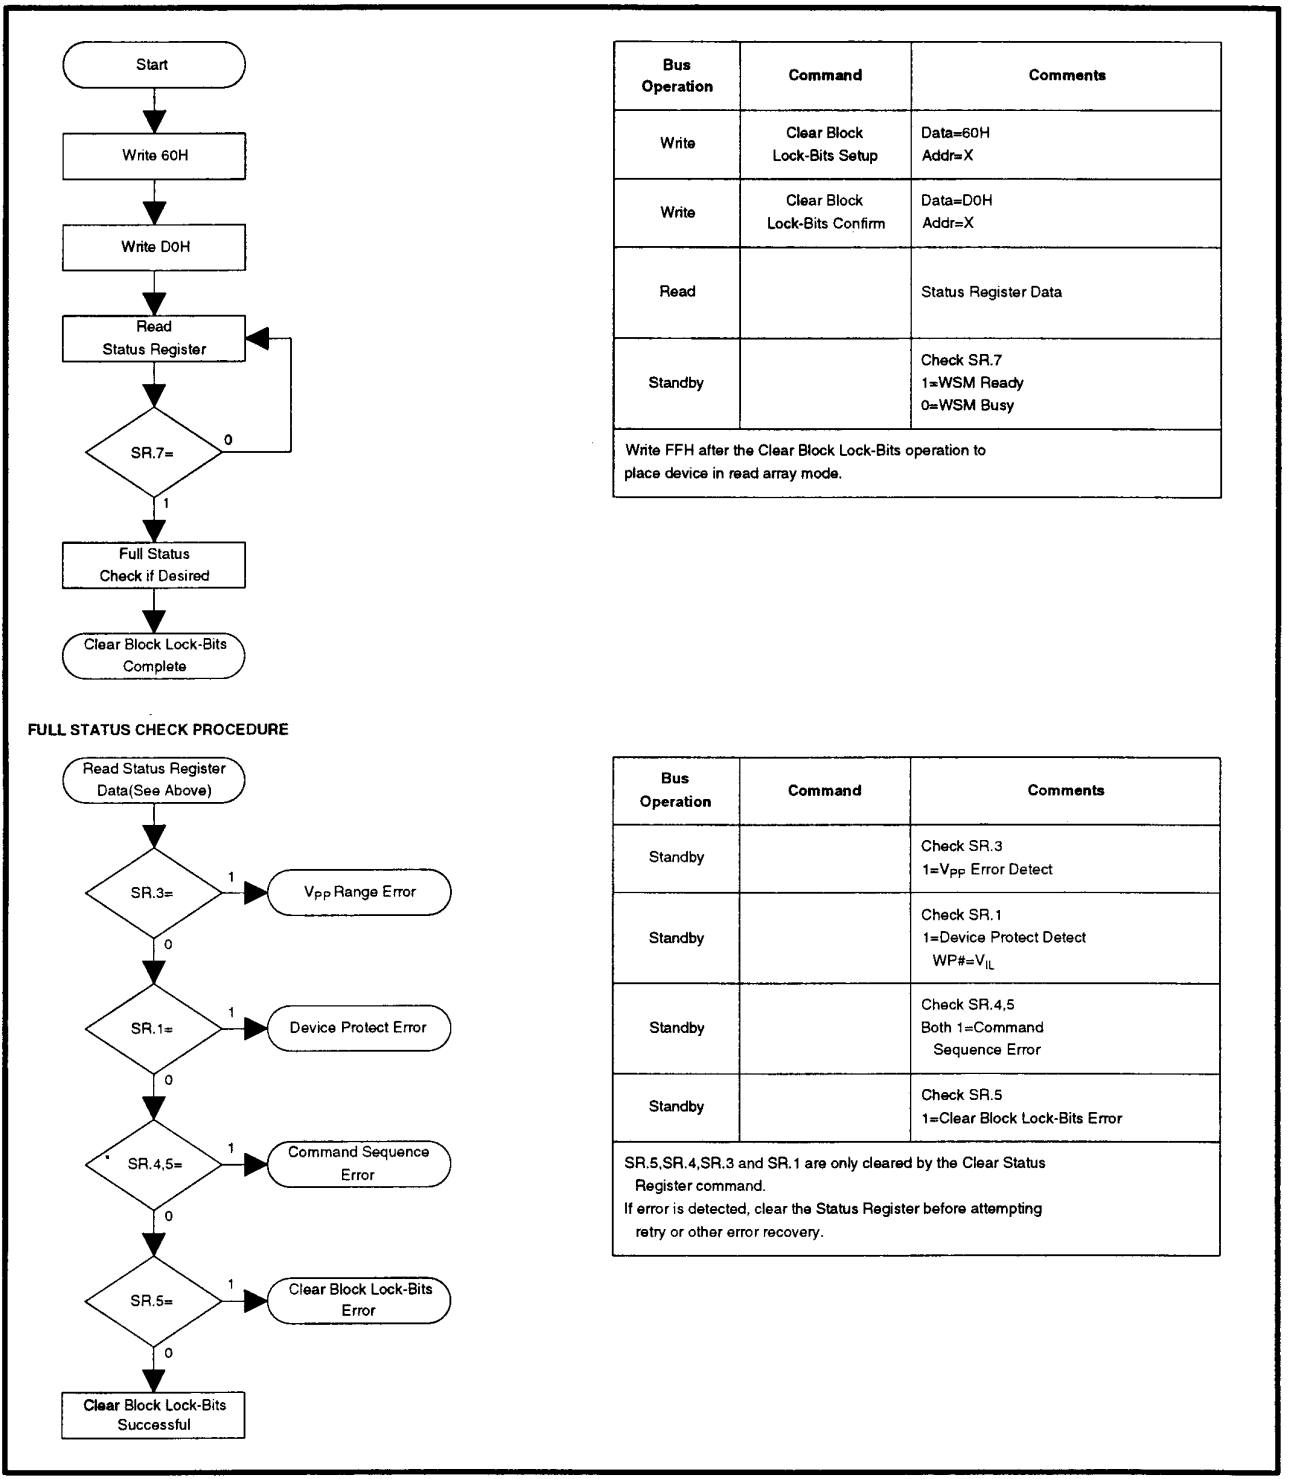 Start
Write 60H
Write D0H
Read
Status Register
SR.7=
0
1
Full Status
Check if Desired
Clear Block Lock-Bits
Complete
Bus
Operation
Command
Comments
Write
Clear Block
Lock-Bits Setup
Data=60H
Addr=X
Write
Clear Block
Lock-Bits Confirm
Data=D0H
Addr=X
Read
Status Register Data
Standby
Check SR.7
1=WSM Ready
0=WSM Busy
Write FFH after the Clear Block Lock-Bits operation to
place device in read array mode.
FULL STATUS CHECK PROCEDURE
Read Status Register
Data(See Above)
SR.3=
1
VPP Range Error
0
SR.1=
1
Device Protect Error
0
SR.4,5=
1
Command Sequence
Error
0
SR.5=
1
Clear Block Lock-Bits
Error
0
Clear Block Lock-Bits
Successful
Bus
Operation
Command
Comments
Standby
Check SR.3
1=VPP Error Detect
Standby
Check SR.1
1=Device Protect Detect
WP#=VIL
Standby
Check SR.4,5
Both 1=Command
Sequence Error
Standby
Check SR.5
1=Clear Block Lock-Bits Error
SR.5,SR.4,SR.3 and SR.1 are only cleared by the Clear Status
Register command.
If error is detected, clear the Status Register before attempting
retry or other error recovery.